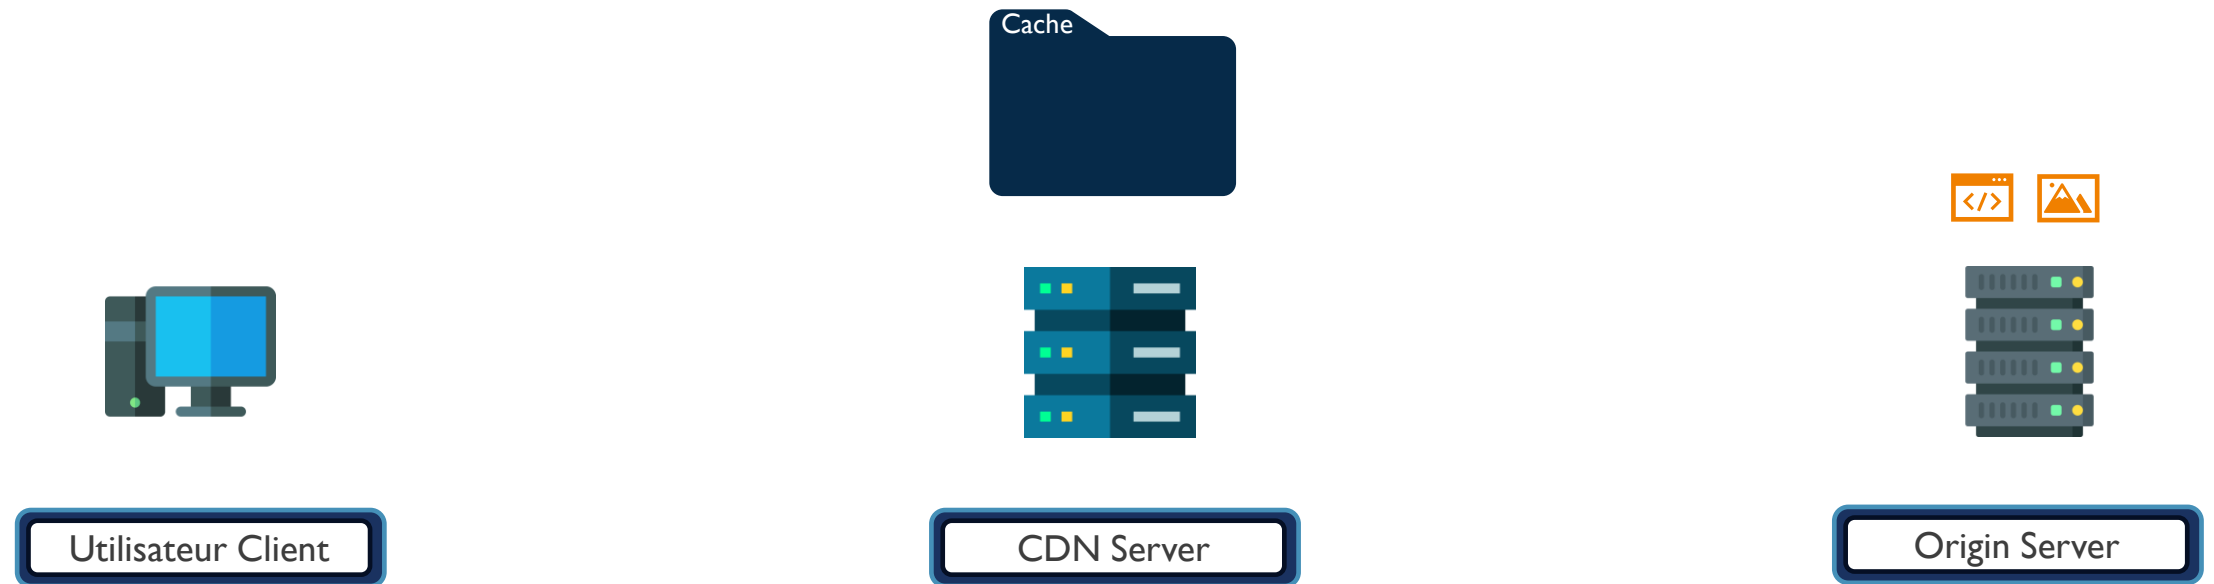 Cache
Utilisateur Client
CDN Server
Origin Server